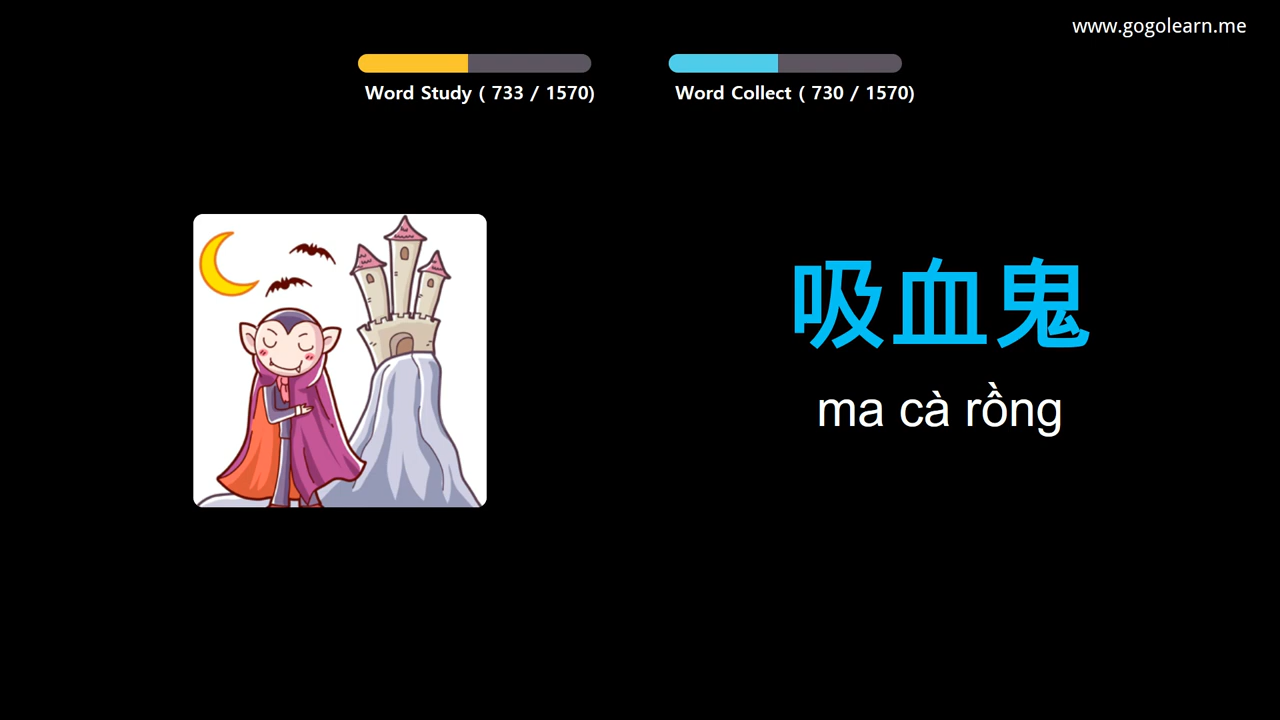 www.gogolearn.me
Word Study ( 733 / 1570)
Word Collect ( 730 / 1570)
吸血鬼
ma cà rồng